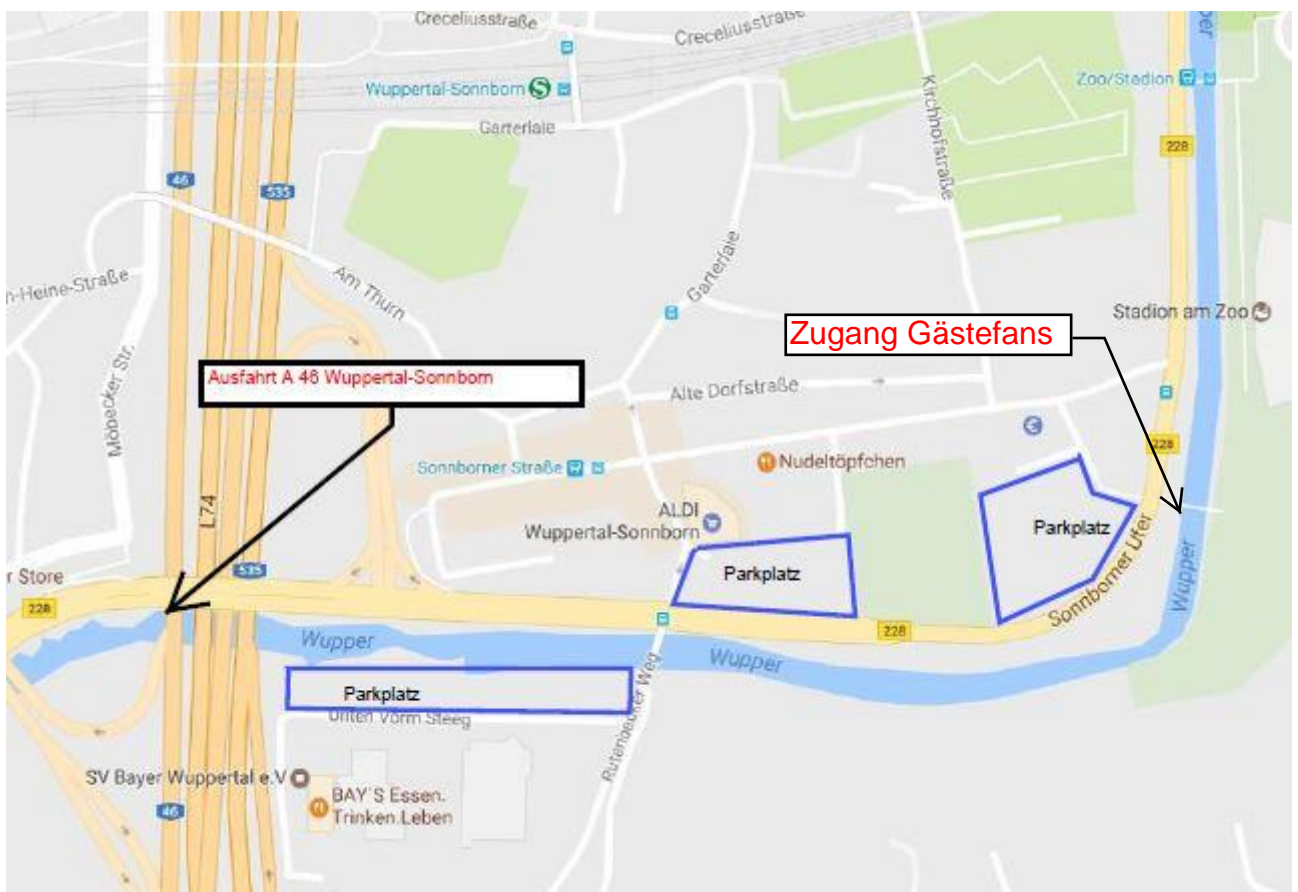 Creceliusstraße
Creceliusstraße
Wupper
Wuppertal-Sonnborn S
Zoo/Stadion
Garterlaie
Kirchhofstraße
228
46
535
Garterlaie
n-Heine-Straße
Am Thurn
Stadion am Zoo
Zugang Gästefans
Ausfahrt A 46 Wuppertal-Sonnborn
Möbecker Str.
Alte Dorfstraße
228
Sonnborner Straße
Nudeltöpfchen
L74
ALDI
Wuppertal-Sonnborn
Parkplatz
Parkplatz
Sonnborner Ufer
Wupper
r Store
535
228
228
Wupper
Wupper
Parkplatz
Unten Vorm Steeg
Rutenbecker Weg
SV Bayer Wuppertal e.V
BAY´S Essen.
Trinken.Leben
46